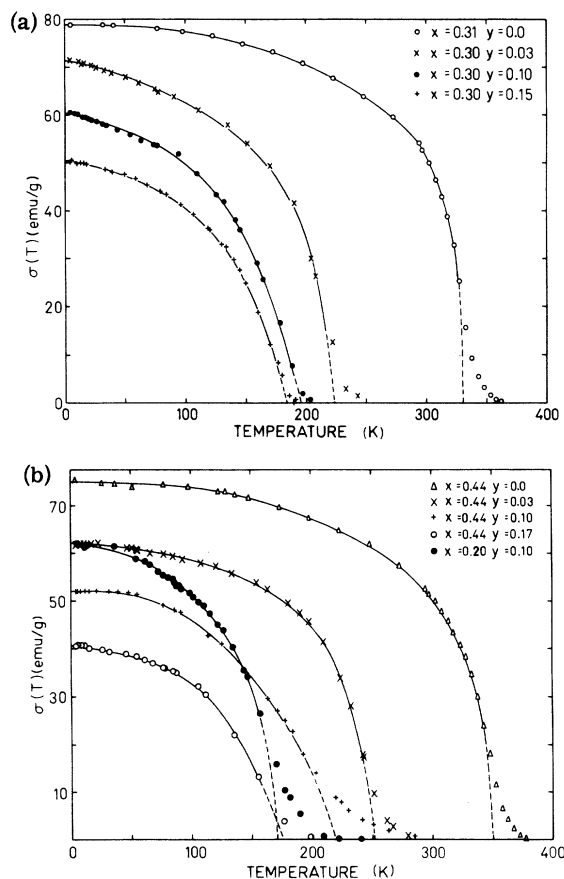 (a)
○ x = 0.31 y = 0.0
× x = 0.30 y = 0.03
● x = 0.30 y = 0.10
+ x = 0.30 y = 0.15
80
60
40
20
0
σ (T) (emu/g)
0 100 200 300 400
TEMPERATURE (K)
(b)
△ x = 0.44 y = 0.0
× x = 0.44 y = 0.03
+ x = 0.44 y = 0.10
○ x = 0.44 y = 0.17
● x = 0.20 y = 0.10
70
50
30
10
σ (T) (emu/g)
0 100 200 300 400
TEMPERATURE (K)